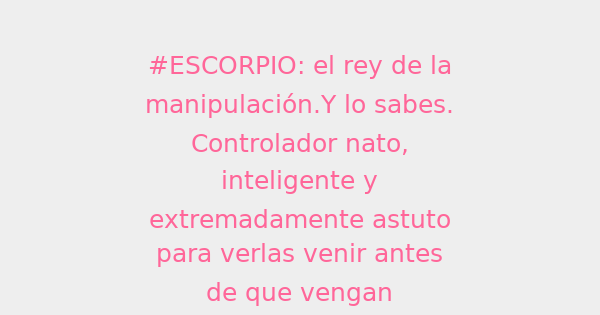 #ESCORPIO: el rey de la
manipulación.Y lo sabes.
Controlador nato,
inteligente y
extremadamente astuto
para verlas venir antes
de que vengan